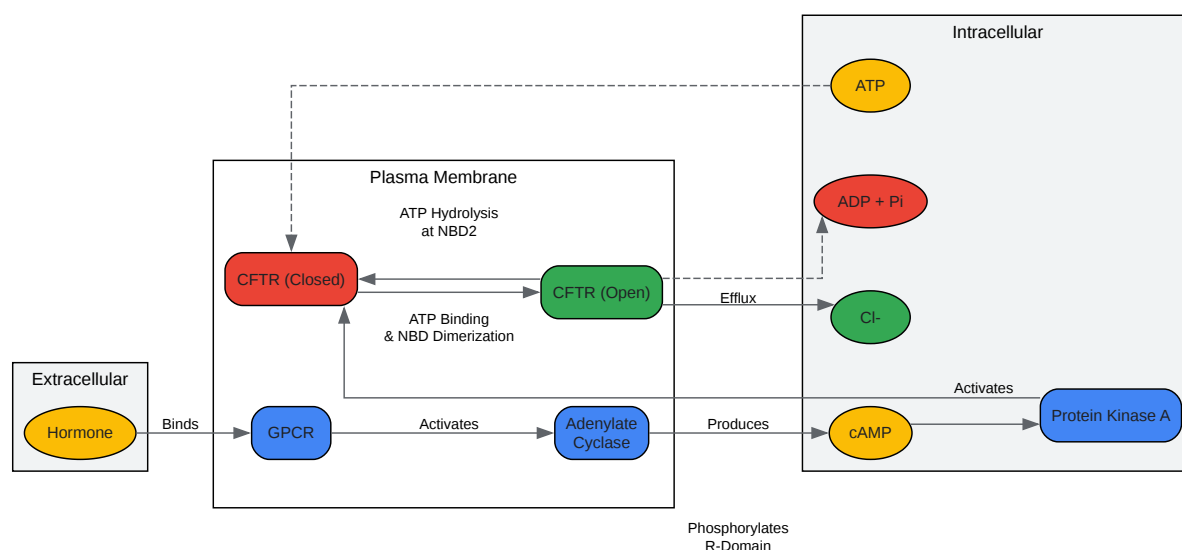 Intracellular
ATP
Plasma Membrane
ADP + Pi
ATP Hydrolysis
at NBD2
CFTR (Closed)
CFTR (Open)
Efflux
Cl-
ATP Binding
& NBD Dimerization
Extracellular
Activates
Hormone
Binds
GPCR
Activates
Adenylate
Cyclase
Produces
cAMP
Protein Kinase A
Phosphorylates
R-Domain